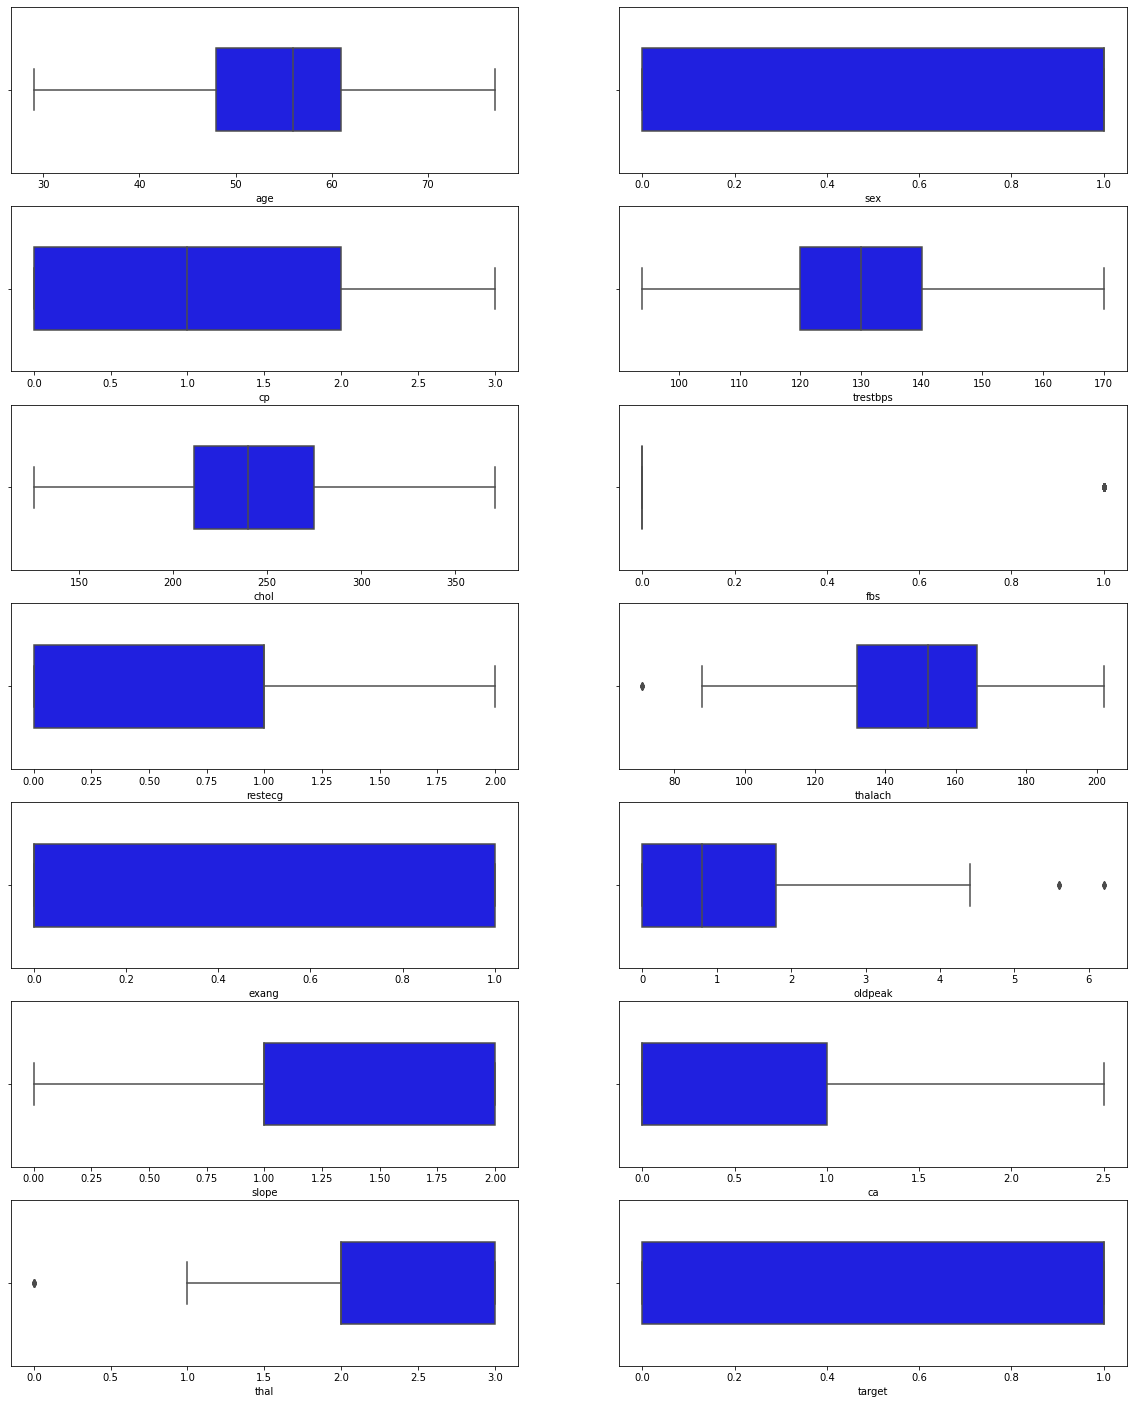 30 40 50 60 70
age
0.0 0.2 0.4 0.6 0.8 1.0
sex
0.0 0.5 1.0 1.5 2.0 2.5 3.0
cp
100 110 120 130 140 150 160 170
trestbps
150 200 250 300 350
chol
0.0 0.2 0.4 0.6 0.8 1.0
fbs
0.00 0.25 0.50 0.75 1.00 1.25 1.50 1.75 2.00
restecg
80 100 120 140 160 180 200
thalach
0.0 0.2 0.4 0.6 0.8 1.0
exang
0 1 2 3 4 5 6
oldpeak
0.00 0.25 0.50 0.75 1.00 1.25 1.50 1.75 2.00
slope
0.0 0.5 1.0 1.5 2.0 2.5
ca
0.0 0.5 1.0 1.5 2.0 2.5 3.0
thal
0.0 0.2 0.4 0.6 0.8 1.0
target